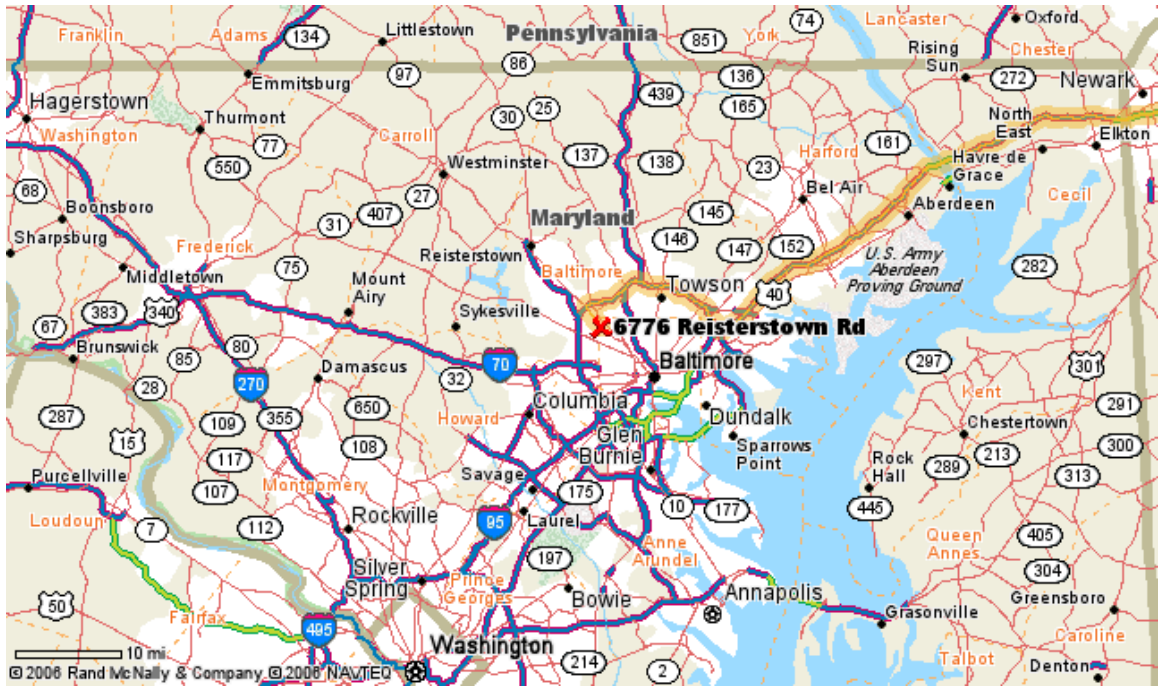 Franklin
Adams
134
Littlestown
Pennsylvania
851
York
74
Lancaster
Oxford
Chester
Rising
Sun
272
Newark
Emmitsburg
97
86
439
136
165
Hagerstown
Washington
Thurmont
77
550
Carroll
30
25
137
138
Westminster
23
Harford
161
North
East
Elkton
Havre de
Grace
Cecil
68
Boonsboro
Sharpsburg
31
407
27
Maryland
145
Bel Air
Aberdeen
Frederick
Middletown
75
Reisterstown
Baltimore
146
147
152
U.S. Army
Aberdeen
Proving Ground
282
Mount
Airy
Towson
40
67
383
340
Brunswick
85
80
Sykesville
6776 Reisterstown Rd
28
270
Damascus
32
70
Baltimore
297
301
Kent
287
15
109
355
650
108
Howard
Columbia
Dundalk
Glen
Burnie
Sparrows
Point
Chestertown
291
300
117
107
Purcellville
Montgomery
Savage
175
Rock
Hall
289
213
313
445
Loudoun
7
112
Rockville
95
Laurel
10
177
197
Anne
Arundel
Queen
Annes
405
304
Silver
Spring
Prince
Georges
Bowie
Annapolis
Grasonville
Greensboro
50
Fairfax
495
Washington
214
2
Caroline
Talbot
Denton
10 mi
© 2006 Rand McNally & Company © 2006 NAVTEQ